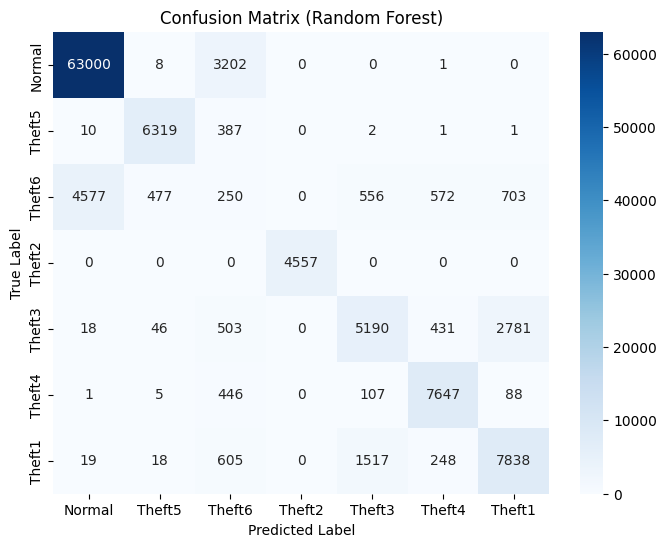 Confusion Matrix (Random Forest)
True Label
Normal 63000 8 3202 0 0 1 0
Theft5 10 6319 387 0 2 1 1
Theft6 4577 477 250 0 556 572 703
Theft2 0 0 0 4557 0 0 0
Theft3 18 46 503 0 5190 431 2781
Theft4 1 5 446 0 107 7647 88
Theft1 19 18 605 0 1517 248 7838
Normal Theft5 Theft6 Theft2 Theft3 Theft4 Theft1
Predicted Label
60000
50000
40000
30000
20000
10000
0